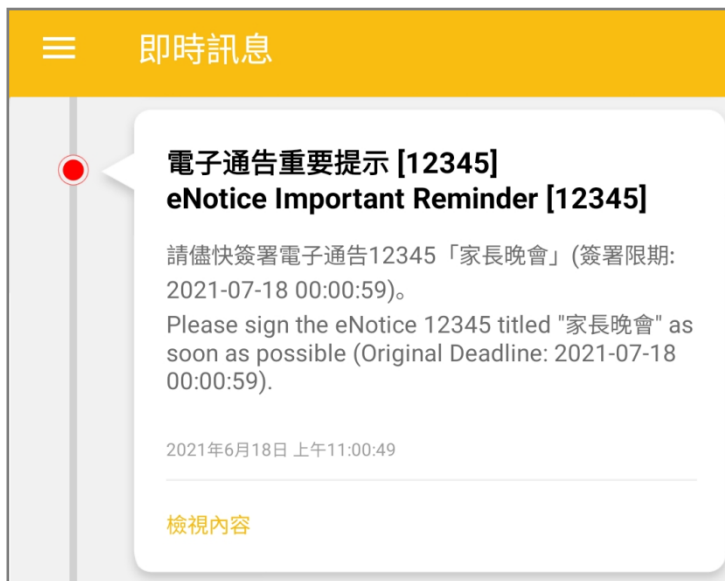 即時訊息
電子通告重要提示 [12345]
eNotice Important Reminder [12345]
請儘快簽署電子通告12345「家長晚會」(簽署限期:
2021-07-18 00:00:59)。
Please sign the eNotice 12345 titled "家長晚會" as
soon as possible (Original Deadline: 2021-07-18
00:00:59).
2021年6月18日 上午11:00:49
檢視內容